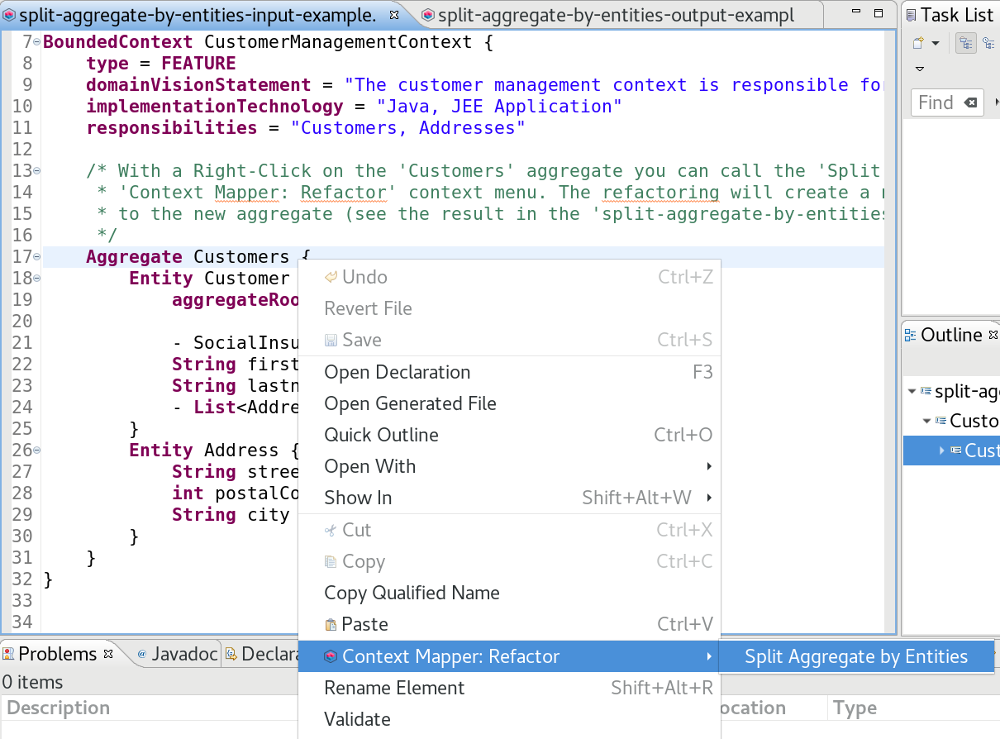 split-aggregate-by-entities-input-example. split-aggregate-by-entities-output-exampl
Task List
Find
7 BoundedContext CustomerManagementContext {
8 type = FEATURE
9 domainVisionStatement = "The customer management context is responsible fo
10 implementationTechnology = "Java, JEE Application"
11 responsibilities = "Customers, Addresses"
12
13 /* With a Right-Click on the 'Customers' aggregate you can call the 'Split
14 * 'Context Mapper: Refactor' context menu. The refactoring will create a n
15 * to the new aggregate (see the result in the 'split-aggregate-by-entities
16 */
17 Aggregate Customers {
18 Entity Customer
19 aggregateRoo
20
21 - SocialInsu
22 String first
23 String lastn
24 - List<Addre
25 }
26 Entity Address {
27 String stree
28 int postalCo
29 String city
30 }
31 }
32 }
33
34
Undo Ctrl+Z
Revert File
Save Ctrl+S
Open Declaration F3
Open Generated File
Quick Outline Ctrl+O
Open With
Show In Shift+Alt+W
Cut Ctrl+X
Copy Ctrl+C
Copy Qualified Name
Paste Ctrl+V
Context Mapper: Refactor
Split Aggregate by Entities
Rename Element Shift+Alt+R
Validate
Outline
split-ag
Custo
Cust
Problems Javadoc Declara
0 items
Description ocation Type